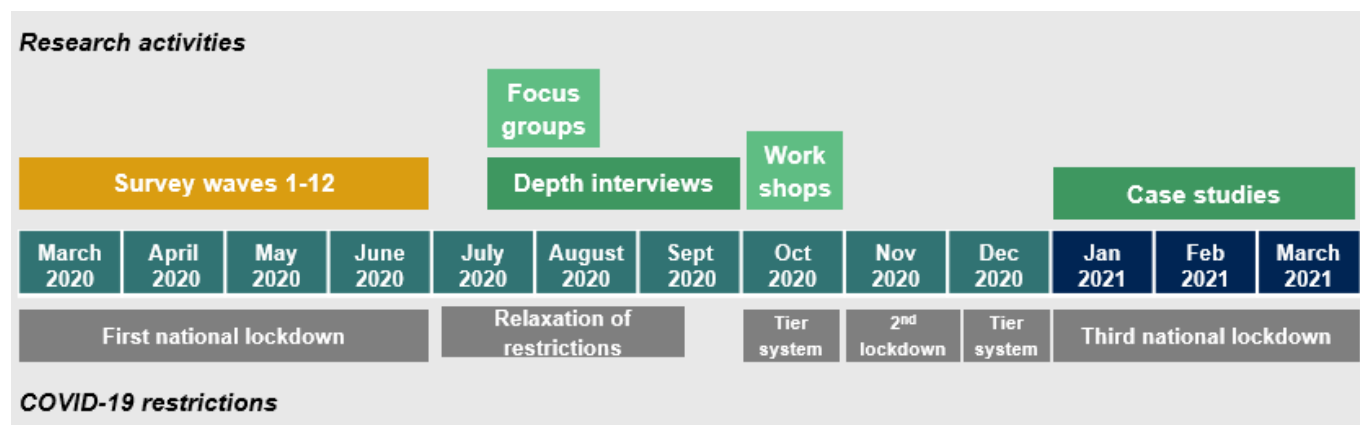 Research activities
Focus
groups
Work
shops
Survey waves 1-12
Depth interviews
Case studies
March
2020
April
2020
May
2020
June
2020
July
2020
August
2020
Sept
2020
Oct
2020
Nov
2020
Dec
2020
Jan
2021
Feb
2021
March
2021
First national lockdown
Relaxation of
restrictions
Tier
system
2nd
lockdown
Tier
system
Third national lockdown
COVID-19 restrictions